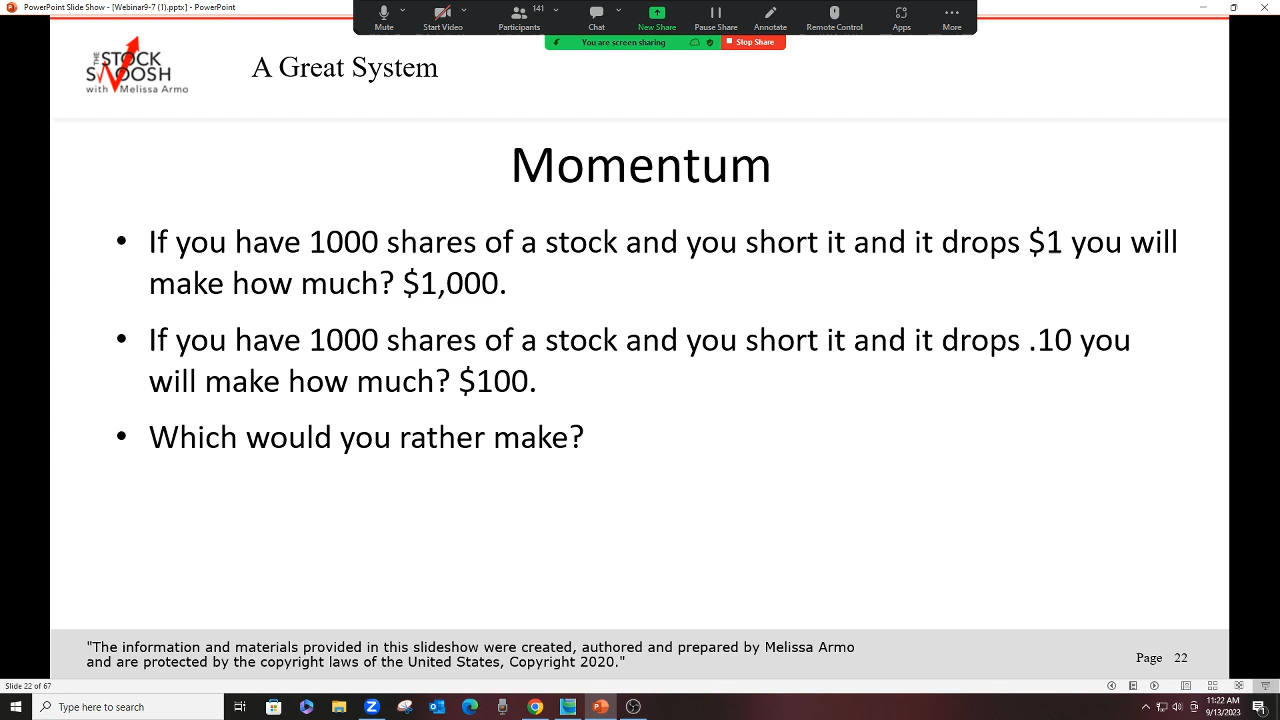 PowerPoint Slide Show - [Webinar9-7 (1).pptx] - PowerPoint
141
Mute
Start Video
Participants
Chat
New Share
Pause Share
Annotate
Remote Control
Apps
More
You are screen sharing
Stop Share
THE STOCK
SWOOSH
with Melissa Armo
A Great System
Momentum
• If you have 1000 shares of a stock and you short it and it drops $1 you will
make how much? $1,000.
• If you have 1000 shares of a stock and you short it and it drops .10 you
will make how much? $100.
• Which would you rather make?
"The information and materials provided in this slideshow were created, authored and prepared by Melissa Armo
and are protected by the copyright laws of the United States, Copyright 2020."
Page 22
Slide 22 of 67
Type here to search
11:22 AM
9/13/2023